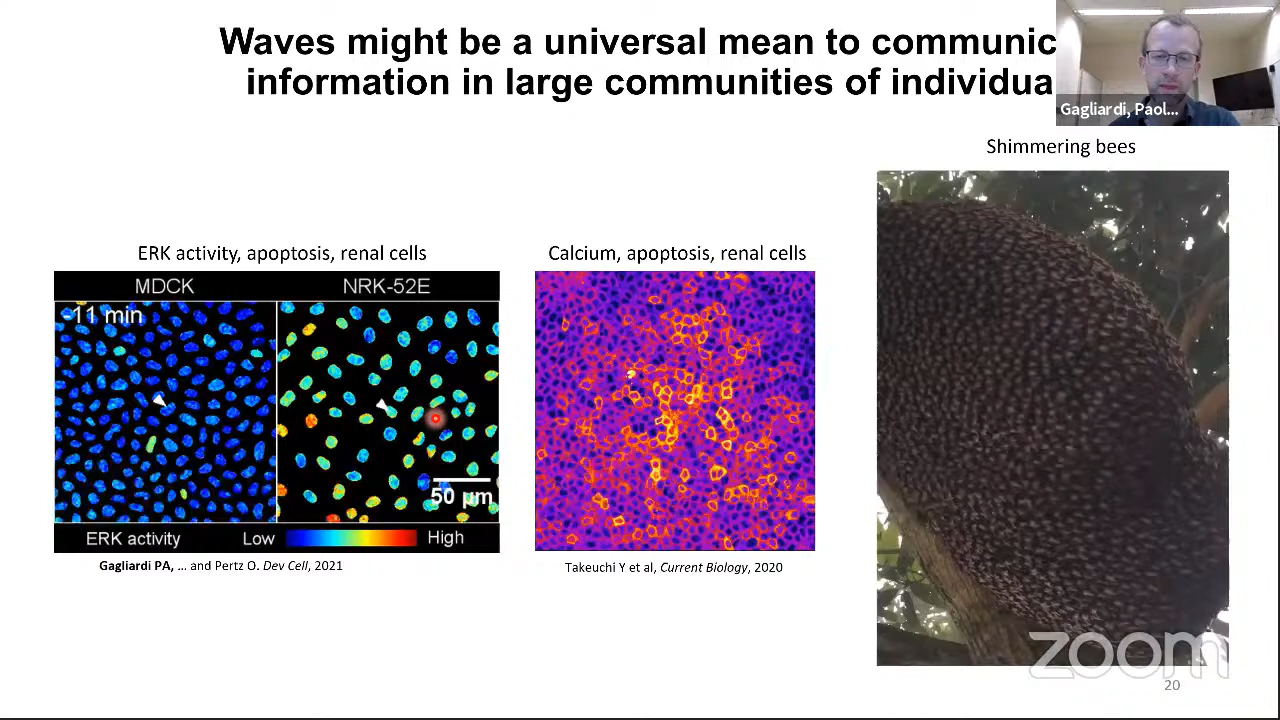 Waves might be a universal mean to communic
information in large communities of individua
Gagliardi, Paol...
Shimmering bees
ERK activity, apoptosis, renal cells
MDCK
NRK-52E
-11 min
50 µm
ERK activity
Low
High
Gagliardi PA, ... and Pertz O. Dev Cell, 2021
Calcium, apoptosis, renal cells
Takeuchi Y et al, Current Biology, 2020
zoom
20